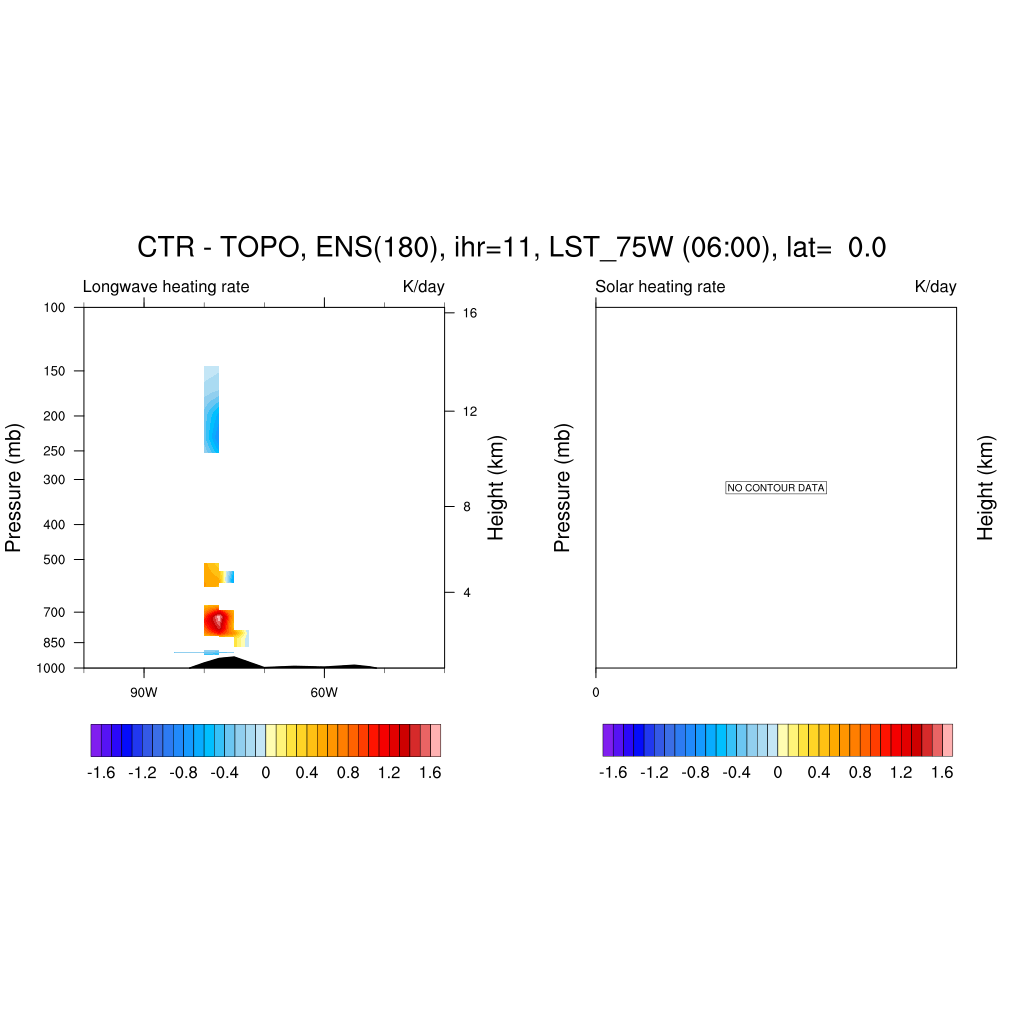 CTR - TOPO, ENS(180), ihr=11, LST_75W (06:00), lat=  0.0
Longwave heating rate K/day
Pressure (mb)
100
150
200
250
300
400
500
700
850
1000
16
12
8
4
Height (km)
90W 60W
-1.6 -1.2 -0.8 -0.4 0 0.4 0.8 1.2 1.6
Solar heating rate K/day
Pressure (mb)
NO CONTOUR DATA
Height (km)
0
-1.6 -1.2 -0.8 -0.4 0 0.4 0.8 1.2 1.6